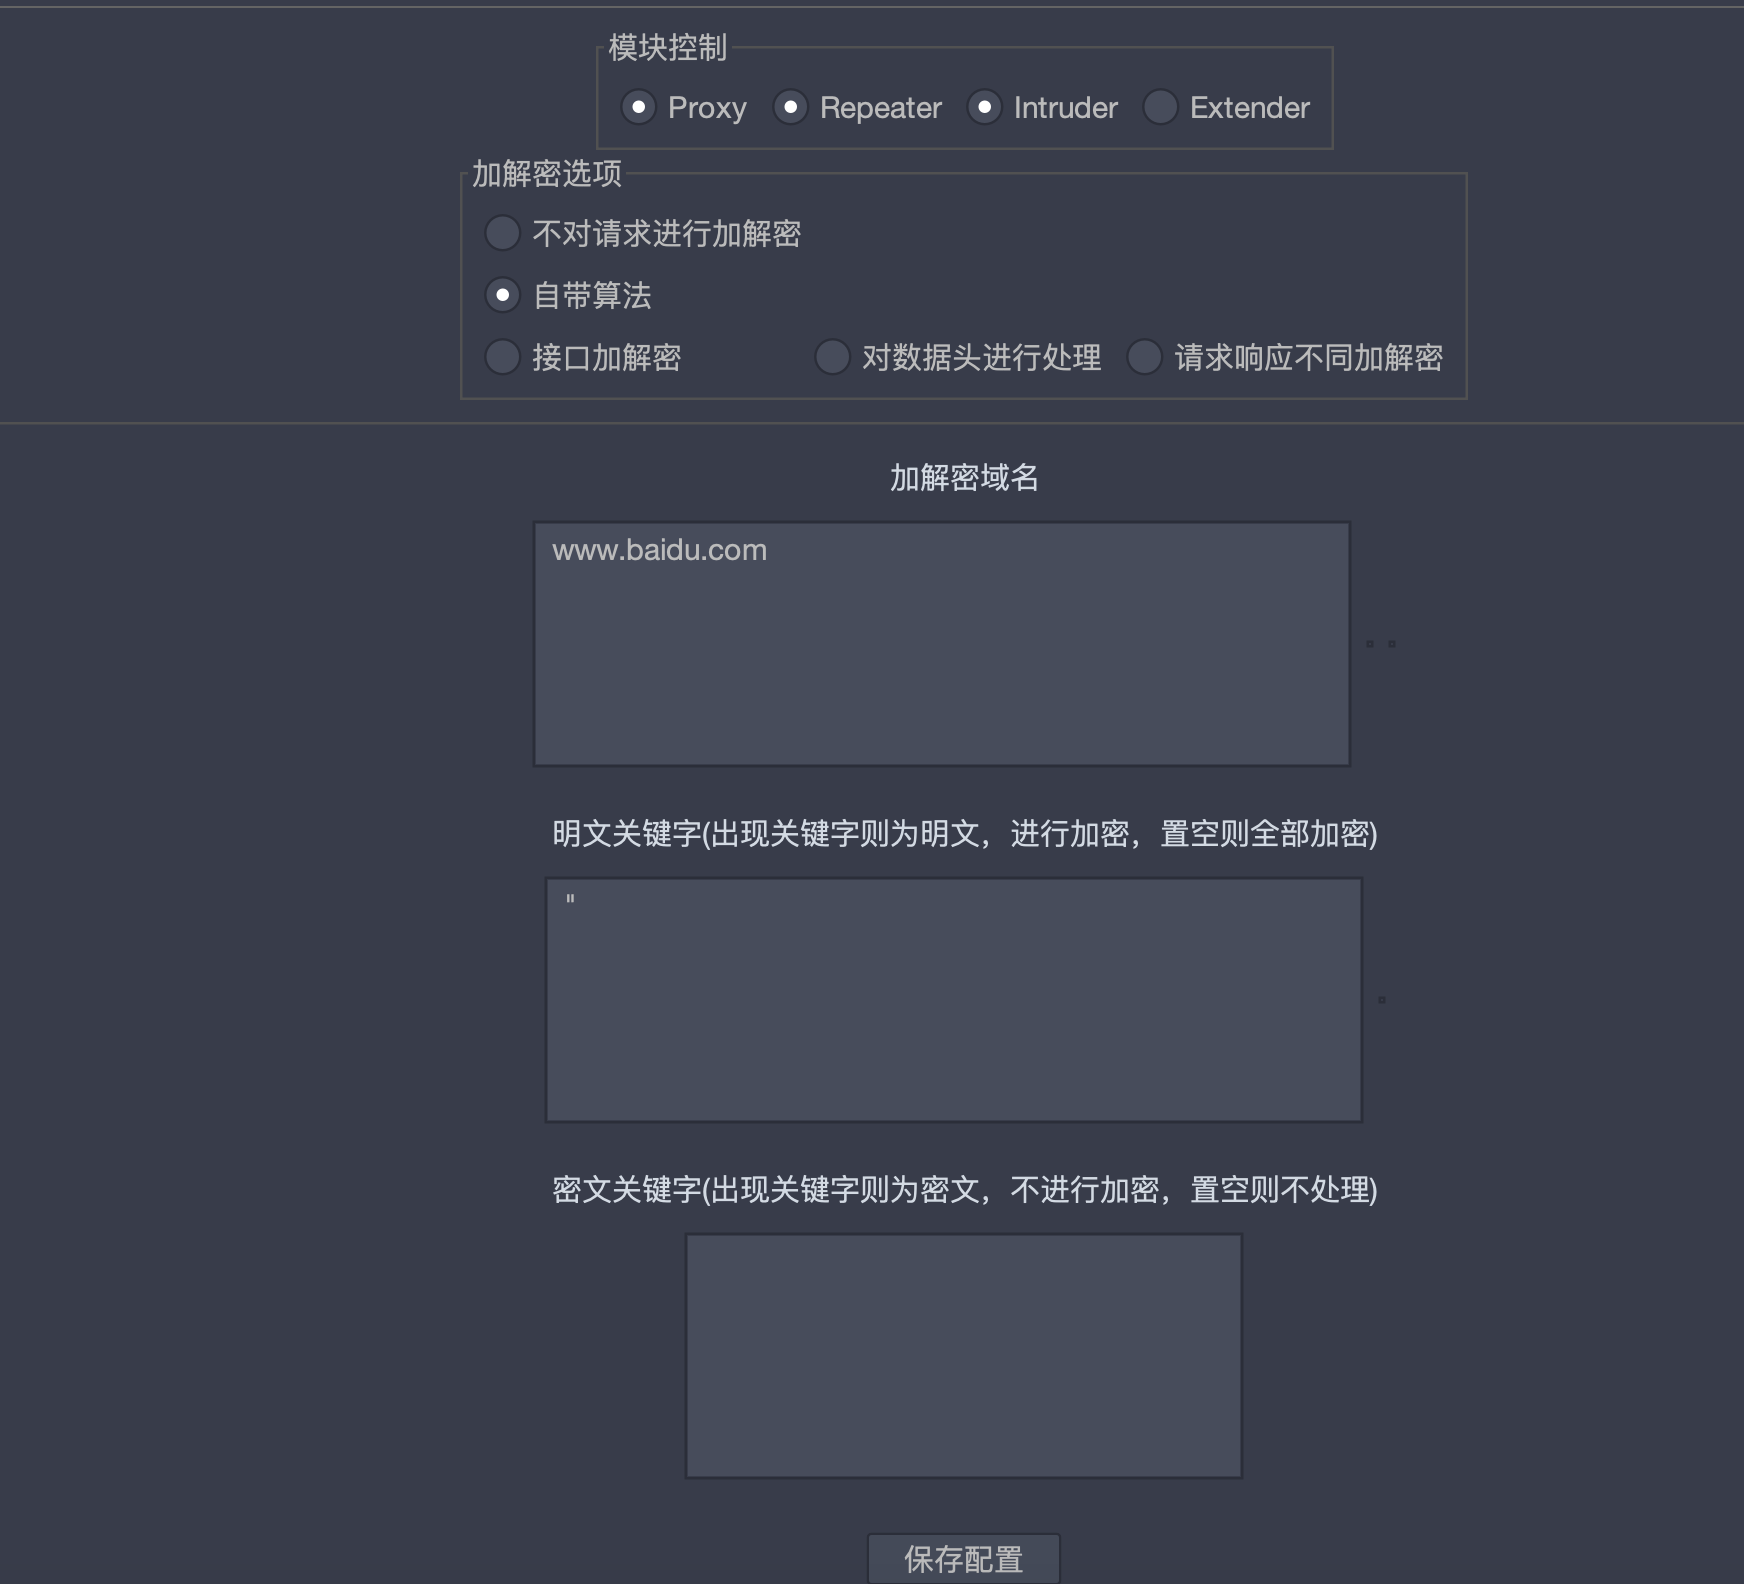 模块控制
Proxy Repeater Intruder Extender
加解密选项
不对请求进行加解密
自带算法
接口加解密 对数据头进行处理 请求响应不同加解密
加解密域名
www.baidu.com
明文关键字(出现关键字则为明文，进行加密，置空则全部加密)
"
密文关键字(出现关键字则为密文，不进行加密，置空则不处理)
保存配置